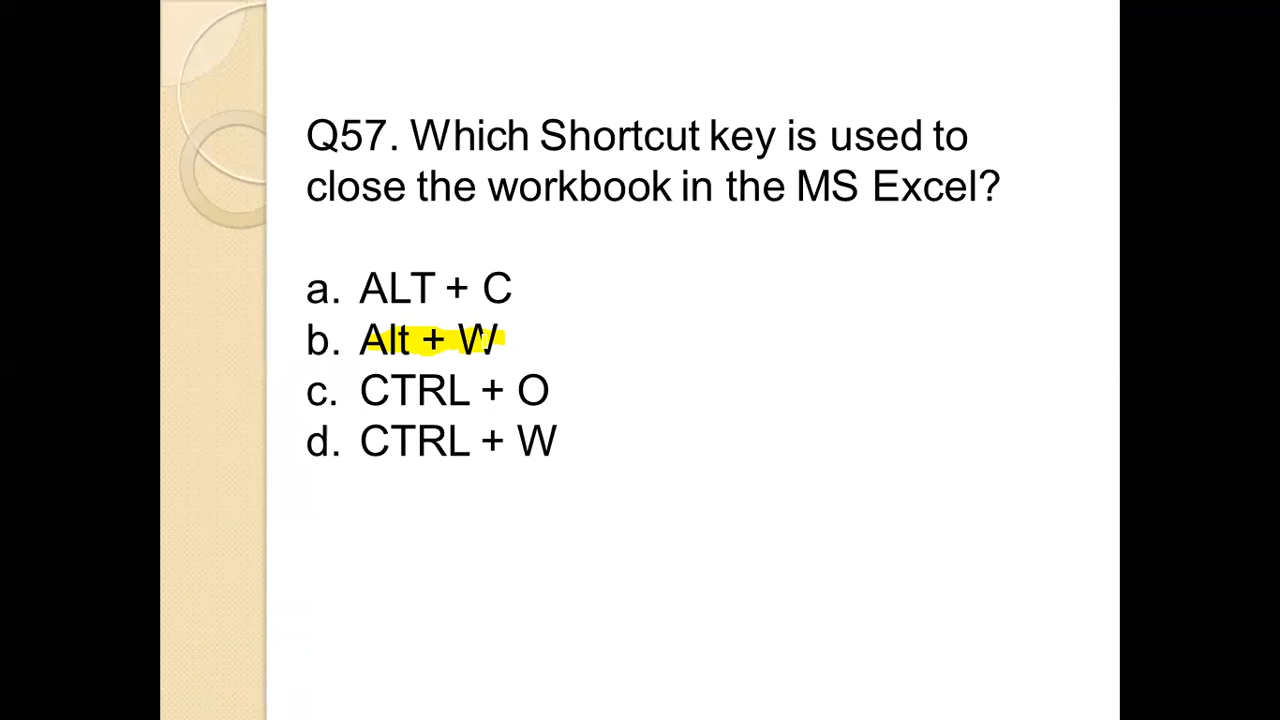 Q57. Which Shortcut key is used to
close the workbook in the MS Excel?
a. ALT + C
b. Alt + W
c. CTRL + O
d. CTRL + W